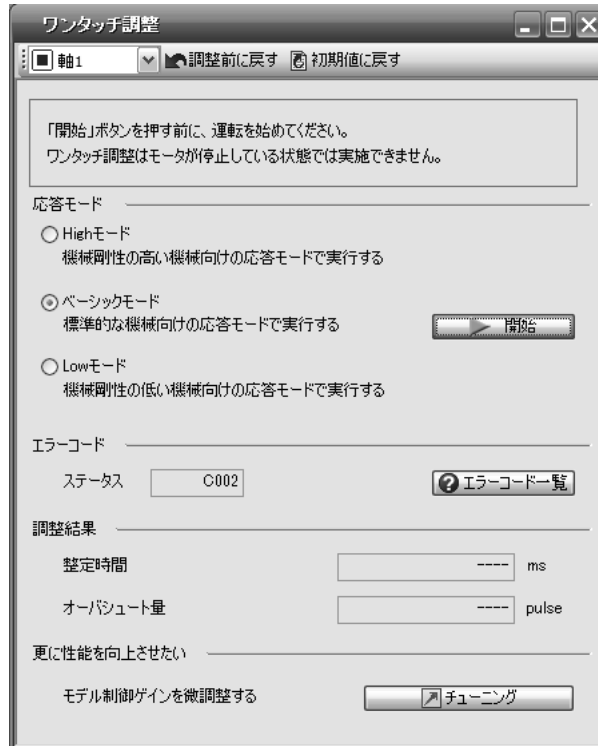 ワンタッチ調整
軸1 調整前に戻す 初期値に戻す
「開始」ボタンを押す前に、運転を始めてください。
ワンタッチ調整はモータが停止している状態では実施できません。
応答モード
Highモード
機械剛性の高い機械向けの応答モードで実行する
ベーシックモード
標準的な機械向けの応答モードで実行する
開始
Lowモード
機械剛性の低い機械向けの応答モードで実行する
エラーコード
ステータス C002 エラーコード一覧
調整結果
整定時間 ---- ms
オーバシュート量 ---- pulse
更に性能を向上させたい
モデル制御ゲインを微調整する チューニング